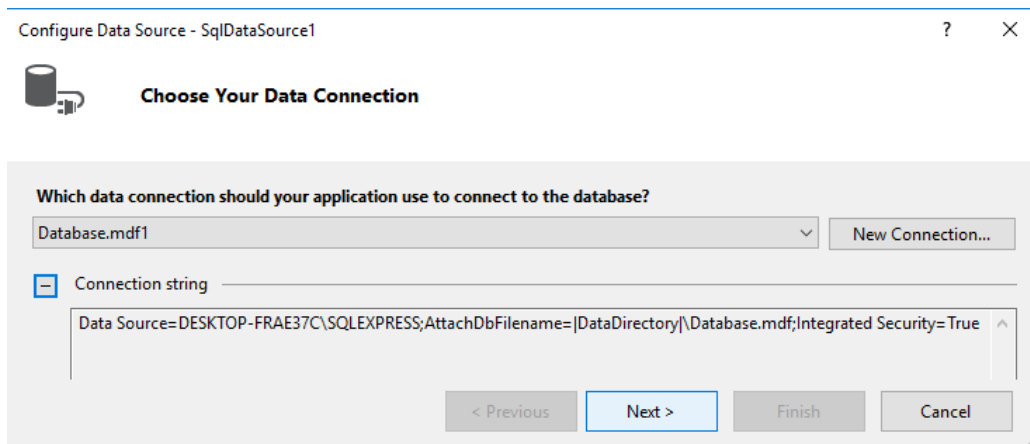 Configure Data Source - SqlDataSource1
?
Choose Your Data Connection
Which data connection should your application use to connect to the database?
Database.mdf1
New Connection...
Connection string
Data Source=DESKTOP-FRAE37C\SQLEXPRESS;AttachDbFilename=|DataDirectory|\Database.mdf;Integrated Security=True
< Previous Next > Finish Cancel